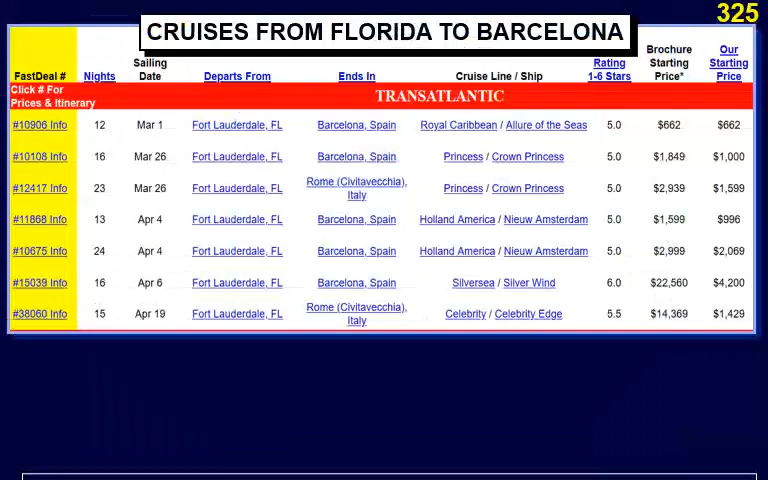 325
CRUISES FROM FLORIDA TO BARCELONA
FastDeal # Nights Sailing Date Departs From Ends In Cruise Line / Ship Rating 1-6 Stars Brochure Starting Price* Our Starting Price
Click # For Prices & Itinerary TRANSATLANTIC
#10906 Info 12 Mar 1 Fort Lauderdale, FL Barcelona, Spain Royal Caribbean / Allure of the Seas 5.0 $662 $662
#10108 Info 16 Mar 26 Fort Lauderdale, FL Barcelona, Spain Princess / Crown Princess 5.0 $1,849 $1,000
#12417 Info 23 Mar 26 Fort Lauderdale, FL Rome (Civitavecchia), Italy Princess / Crown Princess 5.0 $2,939 $1,599
#11868 Info 13 Apr 4 Fort Lauderdale, FL Barcelona, Spain Holland America / Nieuw Amsterdam 5.0 $1,599 $996
#10675 Info 24 Apr 4 Fort Lauderdale, FL Barcelona, Spain Holland America / Nieuw Amsterdam 5.0 $2,999 $2,069
#15039 Info 16 Apr 6 Fort Lauderdale, FL Barcelona, Spain Silversea / Silver Wind 6.0 $22,560 $4,200
#38060 Info 15 Apr 19 Fort Lauderdale, FL Rome (Civitavecchia), Italy Celebrity / Celebrity Edge 5.5 $14,369 $1,429